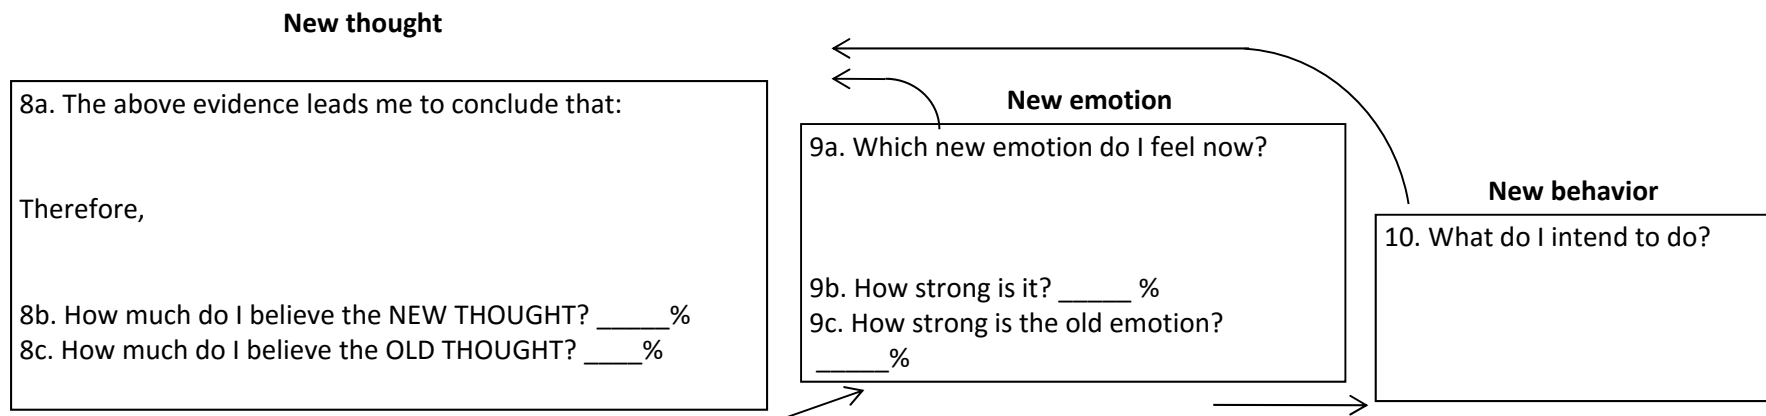 New thought
8a. The above evidence leads me to conclude that:
Therefore,
8b. How much do I believe the NEW THOUGHT? _____%
8c. How much do I believe the OLD THOUGHT? ____%
New emotion
9a. Which new emotion do I feel now?
9b. How strong is it? _____ %
9c. How strong is the old emotion?
_____%
New behavior
10. What do I intend to do?